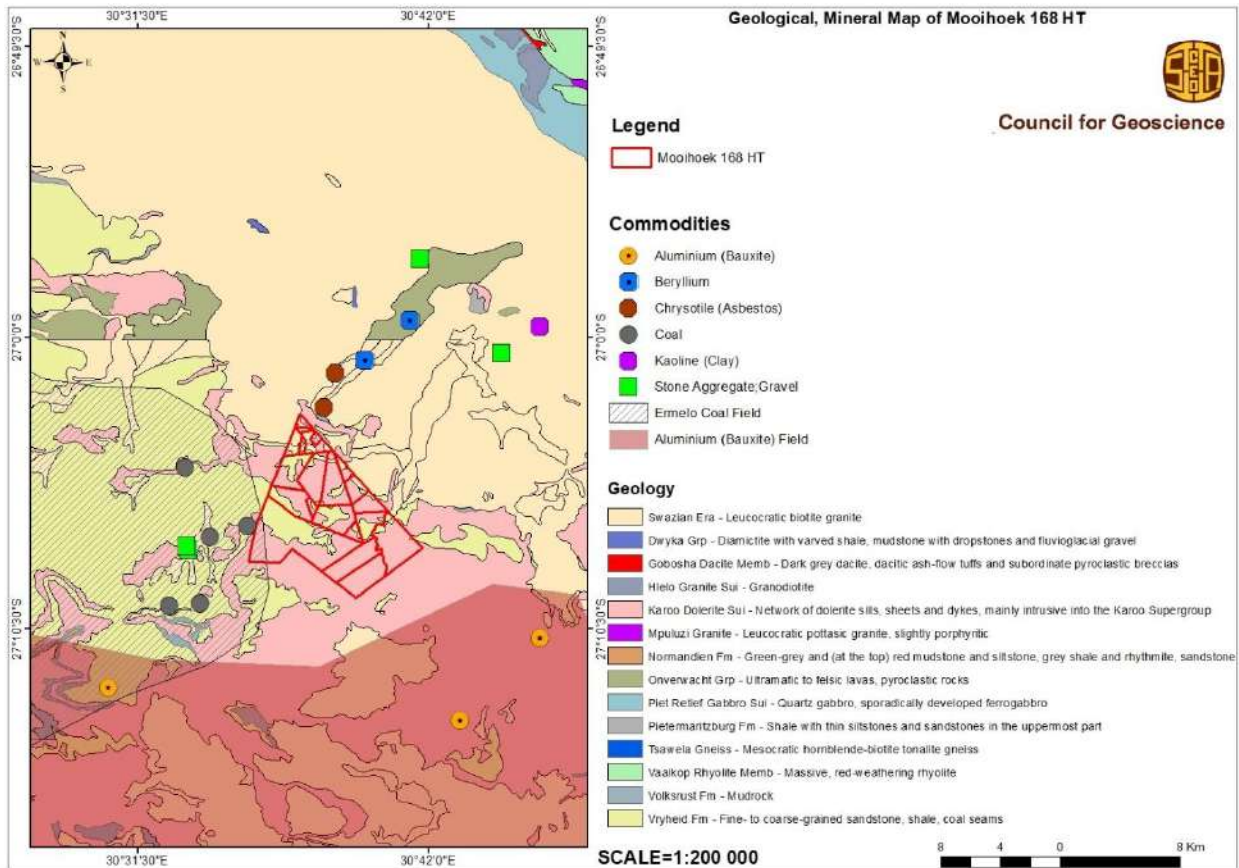 30°31'30"E
30°42'0"E
Geological, Mineral Map of Mooihoek 168 HT
26°49'30"S
26°49'30"S
N
W
E
S
Council for Geoscience
Legend
Mooihoek 168 HT
Commodities
Aluminium (Bauxite)
Beryllium
Chrysotile (Asbestos)
Coal
Kaoline (Clay)
Stone Aggregate;Gravel
Ermelo Coal Field
Aluminium (Bauxite) Field
27°0'0"S
27°0'0"S
Geology
Swazian Era - Leucocratic biotite granite
Dwyka Grp - Diamictite with varved shale, mudstone with dropstones and fluvioglacial gravel
Gobosha Dacite Memb - Dark grey dacite, dacitic ash-flow tuffs and subordinate pyroclastic breccias
Hlelo Granite Sui - Granodiotite
Karoo Dolerite Sui - Network of dolerite sills, sheets and dykes, mainly intrusive into the Karoo Supergroup
Mpuluzi Granite - Leucocratic pottasic granite, slightly porphyritic
Normandien Fm - Green-grey and (at the top) red mudstone and siltstone, grey shale and rhythmite, sandstone
Onverwacht Grp - Ultramatic to felsic lavas, pyroclastic rocks
Piet Retief Gabbro Sui - Quartz gabbro, sporadically developed ferrogabbro
Pietermaritzburg Fm - Shale with thin siltstones and sandstones in the uppermost part
Tsawela Gneiss - Mesocratic hornblende-biotite tonalite gneiss
Vaalkop Rhyolite Memb - Massive, red-weathering rhyolite
Volksrust Fm - Mudrock
Vryheid Fm - Fine- to coarse-grained sandstone, shale, coal seams
27°10'30"S
27°10'30"S
30°31'30"E
30°42'0"E
SCALE=1:200 000
8
4
0
8 Km